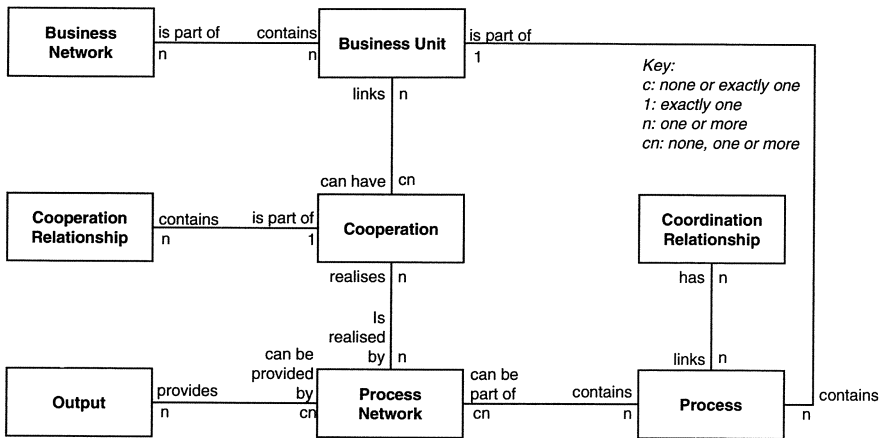 Business
Network
is part of
n
contains
n
Business Unit
is part of
1
Key:
c: none or exactly one
1: exactly one
n: one or more
cn: none, one or more
links
n
can have
cn
Cooperation
Relationship
contains
n
is part of
1
Cooperation
Coordination
Relationship
realises
n
has
n
Is
realised
by
n
links
n
Output
provides
n
can be
provided
by
cn
Process
Network
can be
part of
cn
contains
n
Process
contains
n